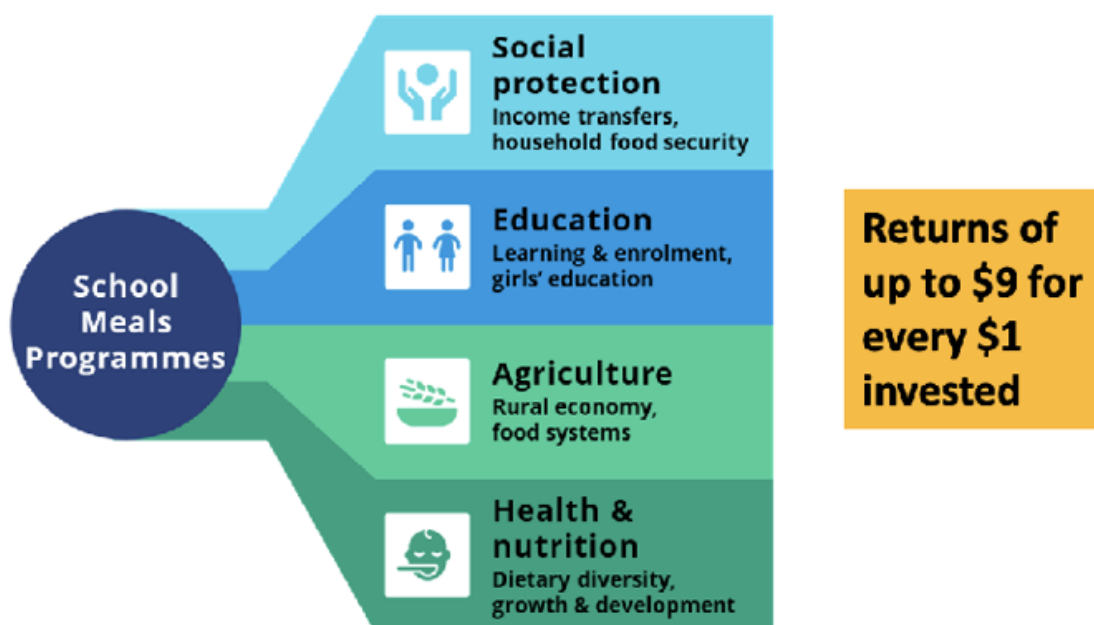 School
Meals
Programmes
Social
protection
Income transfers,
household food security
Education
Learning & enrolment,
girls' education
Agriculture
Rural economy,
food systems
Health &
nutrition
Dietary diversity,
growth & development
Returns of
up to $9 for
every $1
invested